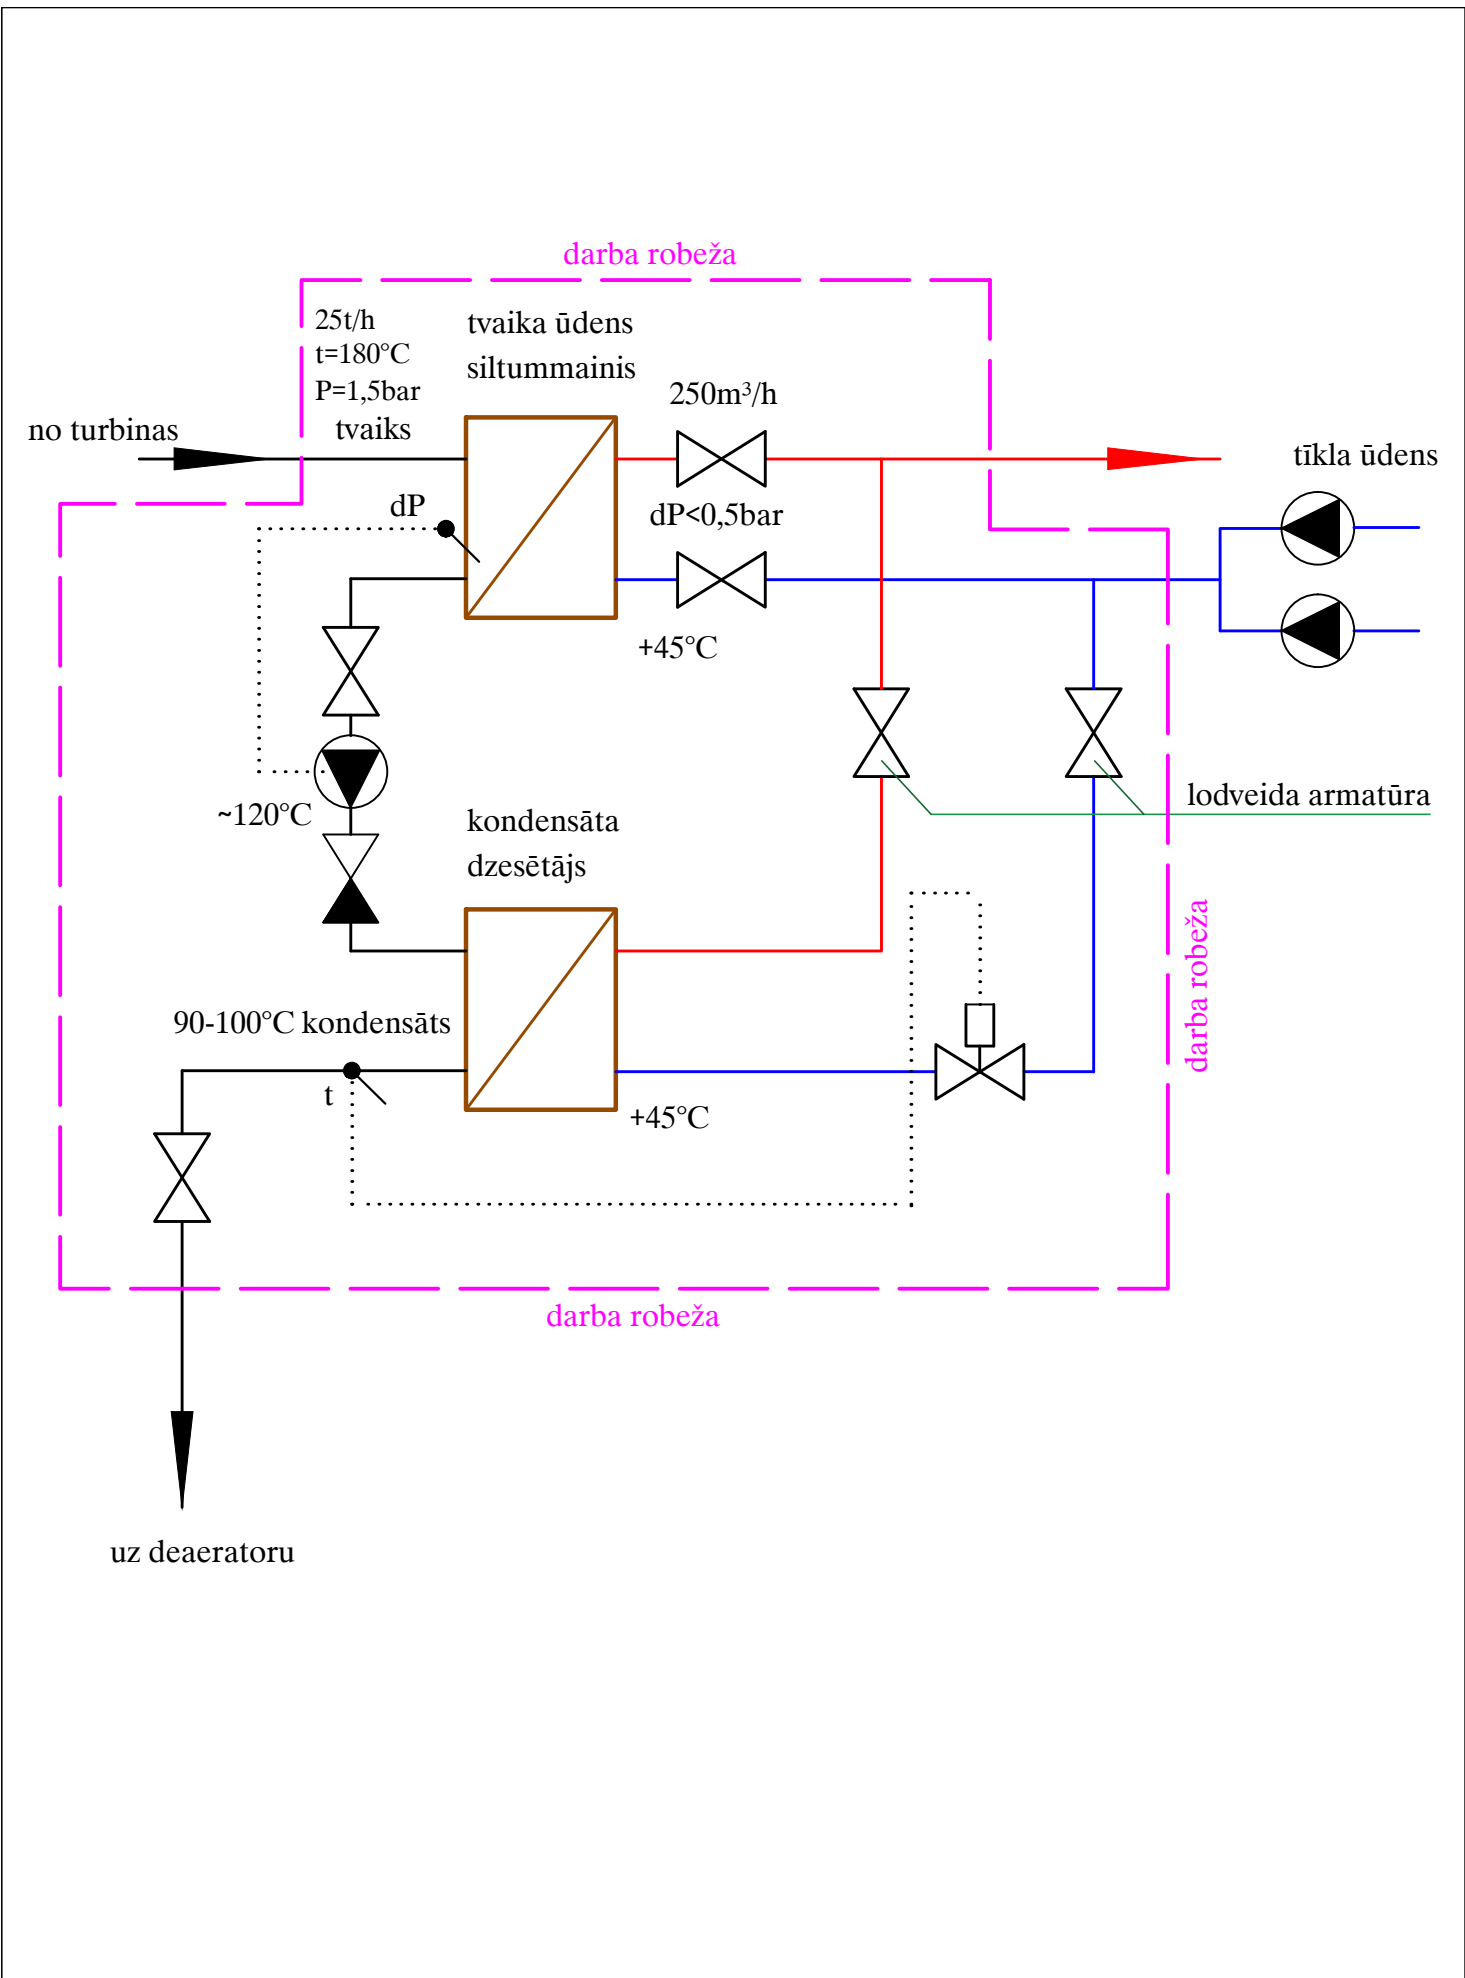 darba robeža
25t/h
t=180°C
P=1,5bar
tvaiks
tvaika ūdens
siltummainis
250m³/h
no turbinas
tīkla ūdens
dP
dP<0,5bar
+45°C
~120°C
lodveida armatūra
kondensāta
dzesētājs
darba robeža
90-100°C kondensāts
t
+45°C
darba robeža
uz deaeratoru